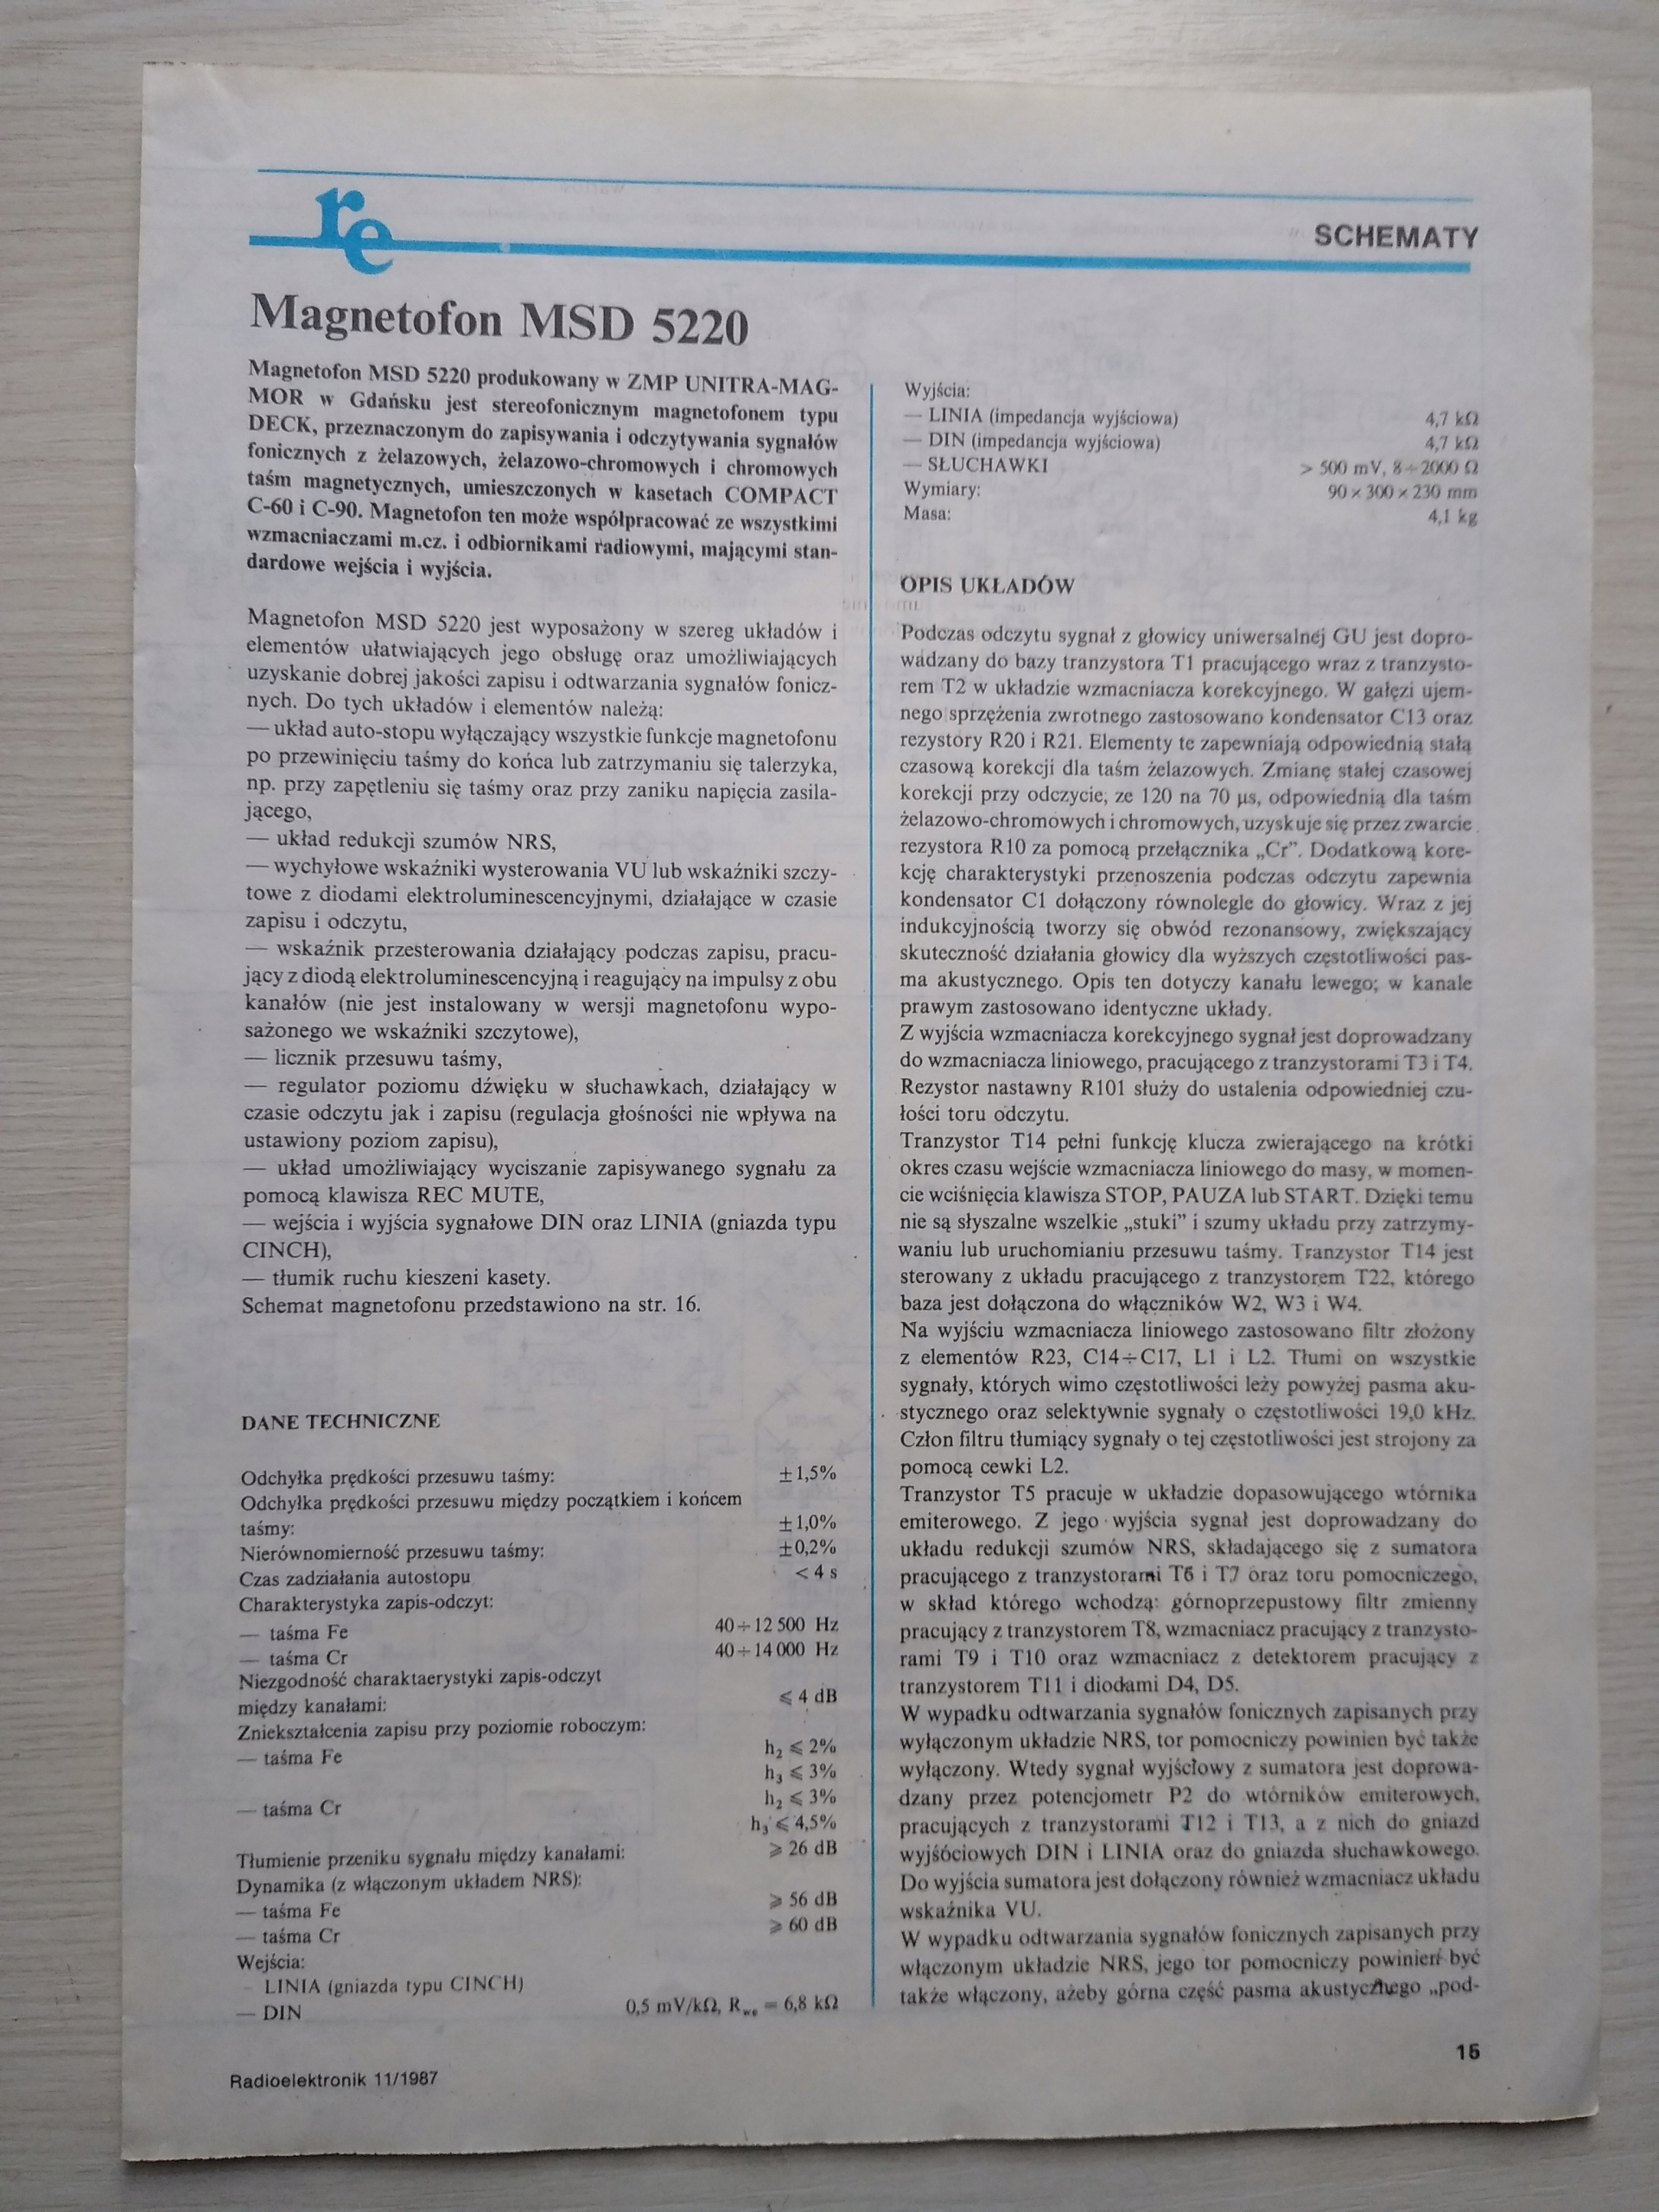 re
SCHEMATY
Magnetofon MSD 5220
Magnetofon MSD 5220 produkowany w ZMP UNITRA-MAG-
MOR w Gdańsku jest stereofonicznym magnetofonem typu
DECK, przeznaczonym do zapisywania i odczytywania sygnałów
fonicznych z żelazowych, żelazowo-chromowych i chromowych
taśm magnetycznych, umieszczonych w kasetach COMPACT
C-60 i C-90. Magnetofon ten może współpracować ze wszystkimi
wzmacniaczami m.cz. i odbiornikami radiowymi, mającymi stan-
dardowe wejścia i wyjścia.
Magnetofon MSD 5220 jest wyposażony w szereg układów i
elementów ułatwiających jego obsługę oraz umożliwiających
uzyskanie dobrej jakości zapisu i odtwarzania sygnałów fonicz-
nych. Do tych układów i elementów należą:
— układ auto-stopu wyłączający wszystkie funkcje magnetofonu
po przewinięciu taśmy do końca lub zatrzymaniu się talerzyka,
np. przy zapętleniu się taśmy oraz przy zaniku napięcia zasila-
jącego,
— układ redukcji szumów NRS,
— wychyłowe wskaźniki wysterowania VU lub wskaźniki szczy-
towe z diodami elektroluminescencyjnymi, działające w czasie
zapisu i odczytu,
— wskaźnik przesterowania działający podczas zapisu, pracu-
jący z diodą elektroluminescencyjną i reagujący na impulsy z obu
kanałów (nie jest instalowany w wersji magnetofonu wypo-
sażonego we wskaźniki szczytowe),
— licznik przesuwu taśmy,
— regulator poziomu dźwięku w słuchawkach, działający w
czasie odczytu jak i zapisu (regulacja głośności nie wpływa na
ustawiony poziom zapisu),
— układ umożliwiający wyciszanie zapisywanego sygnału za
pomocą klawisza REC MUTE,
— wejścia i wyjścia sygnałowe DIN oraz LINIA (gniazda typu
CINCH),
— tłumik ruchu kieszeni kasety.
Schemat magnetofonu przedstawiono na str. 16.
DANE TECHNICZNE
Odchyłka prędkości przesuwu taśmy: ±1,5%
Odchyłka prędkości przesuwu między początkiem i końcem
taśmy: ±1,0%
Nierównomierność przesuwu taśmy: ±0,2%
Czas zadziałania autostopu <4 s
Charakterystyka zapis-odczyt:
— taśma Fe 40÷12 500 Hz
— taśma Cr 40÷14 000 Hz
Niezgodność charaktaerystyki zapis-odczyt
między kanałami: ⩽ 4 dB
Zniekształcenia zapisu przy poziomie roboczym:
— taśma Fe h₂ ⩽ 2%
h₃ ⩽ 3%
— taśma Cr h₂ ⩽ 3%
h₃ ⩽ 4,5%
Tłumienie przeniku sygnału między kanałami: ⩾ 26 dB
Dynamika (z włączonym układem NRS):
— taśma Fe ⩾ 56 dB
— taśma Cr ⩾ 60 dB
Wejścia:
– LINIA (gniazda typu CINCH)
— DIN 0,5 mV/kΩ, Rwe = 6,8 kΩ
Wyjścia:
— LINIA (impedancja wyjściowa) 4,7 kΩ
— DIN (impedancja wyjściowa) 4,7 kΩ
— SŁUCHAWKI > 500 mV, 8÷2000 Ω
Wymiary: 90 × 300 × 230 mm
Masa: 4,1 kg
OPIS UKŁADÓW
Podczas odczytu sygnał z głowicy uniwersalnej GU jest dopro-
wadzany do bazy tranzystora T1 pracującego wraz z tranzysto-
rem T2 w układzie wzmacniacza korekcyjnego. W gałęzi ujem-
nego sprzężenia zwrotnego zastosowano kondensator C13 oraz
rezystory R20 i R21. Elementy te zapewniają odpowiednią stałą
czasową korekcji dla taśm żelazowych. Zmianę stałej czasowej
korekcji przy odczycie, ze 120 na 70 µs, odpowiednią dla taśm
żelazowo-chromowych i chromowych, uzyskuje się przez zwarcie
rezystora R10 za pomocą przełącznika „Cr”. Dodatkową kore-
kcję charakterystyki przenoszenia podczas odczytu zapewnia
kondensator C1 dołączony równolegle do głowicy. Wraz z jej
indukcyjnością tworzy się obwód rezonansowy, zwiększający
skuteczność działania głowicy dla wyższych częstotliwości pas-
ma akustycznego. Opis ten dotyczy kanału lewego; w kanale
prawym zastosowano identyczne układy.
Z wyjścia wzmacniacza korekcyjnego sygnał jest doprowadzany
do wzmacniacza liniowego, pracującego z tranzystorami T3 i T4.
Rezystor nastawny R101 służy do ustalenia odpowiedniej czu-
łości toru odczytu.
Tranzystor T14 pełni funkcję klucza zwierającego na krótki
okres czasu wejście wzmacniacza liniowego do masy, w momen-
cie wciśnięcia klawisza STOP, PAUZA lub START. Dzięki temu
nie są słyszalne wszelkie „stuki” i szumy układu przy zatrzymy-
waniu lub uruchomianiu przesuwu taśmy. Tranzystor T14 jest
sterowany z układu pracującego z tranzystorem T22, którego
baza jest dołączona do włączników W2, W3 i W4.
Na wyjściu wzmacniacza liniowego zastosowano filtr złożony
z elementów R23, C14÷C17, L1 i L2. Tłumi on wszystkie
sygnały, których wimo częstotliwości leży powyżej pasma aku-
stycznego oraz selektywnie sygnały o częstotliwości 19,0 kHz.
Człon filtru tłumiący sygnały o tej częstotliwości jest strojony za
pomocą cewki L2.
Tranzystor T5 pracuje w układzie dopasowującego wtórnika
emiterowego. Z jego wyjścia sygnał jest doprowadzany do
układu redukcji szumów NRS, składającego się z sumatora
pracującego z tranzystorami T6 i T7 oraz toru pomocniczego,
w skład którego wchodzą: górnoprzepustowy filtr zmienny
pracujący z tranzystorem T8, wzmacniacz pracujący z tranzysto-
rami T9 i T10 oraz wzmacniacz z detektorem pracujący z
tranzystorem T11 i diodami D4, D5.
W wypadku odtwarzania sygnałów fonicznych zapisanych przy
wyłączonym układzie NRS, tor pomocniczy powinien być także
wyłączony. Wtedy sygnał wyjściowy z sumatora jest doprowa-
dzany przez potencjometr P2 do wtórników emiterowych,
pracujących z tranzystorami T12 i T13, a z nich do gniazd
wyjśóciowych DIN i LINIA oraz do gniazda słuchawkowego.
Do wyjścia sumatora jest dołączony również wzmacniacz układu
wskaźnika VU.
W wypadku odtwarzania sygnałów fonicznych zapisanych przy
włączonym układzie NRS, jego tor pomocniczy powinien być
także włączony, ażeby górna część pasma akustycznego „pod-
15
Radioelektronik 11/1987